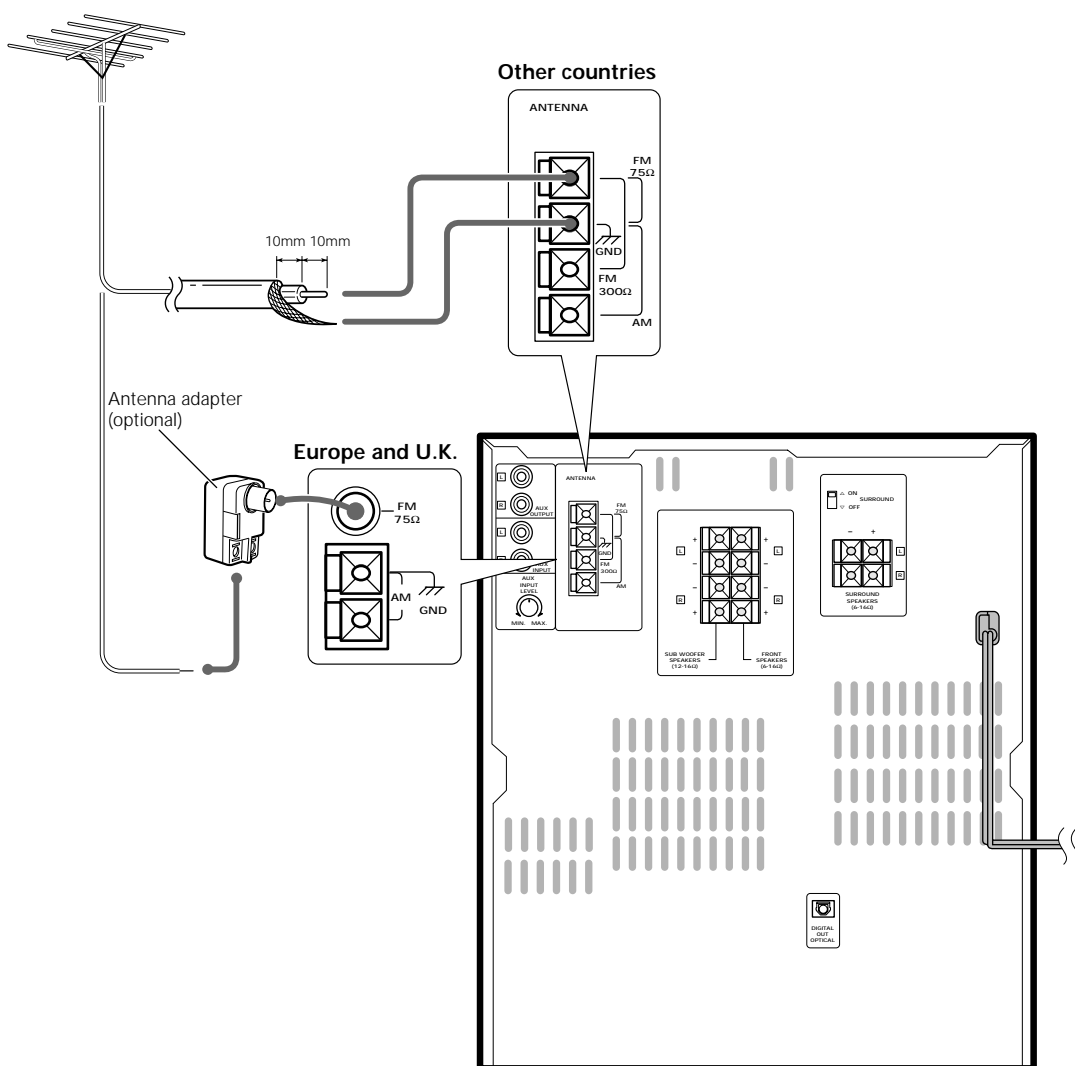 Other countries
ANTENNA
FM
75Ω
GND
FM
300Ω
AM
10mm 10mm
Antenna adapter
(optional)
Europe and U.K.
FM
75Ω
AM
GND
L
R
AUX
OUTPUT
L
AUX
INPUT
AUX
INPUT
LEVEL
MIN. MAX.
ANTENNA
FM
75Ω
GND
FM
300Ω
AM
+ +
L L
– –
– –
R R
+ +
SUB WOOFER
SPEAKERS
(12-16Ω)
FRONT
SPEAKERS
(6-16Ω)
ON
SURROUND
OFF
– +
L
R
SURROUND
SPEAKERS
(6-16Ω)
DIGITAL
OUT
OPTICAL